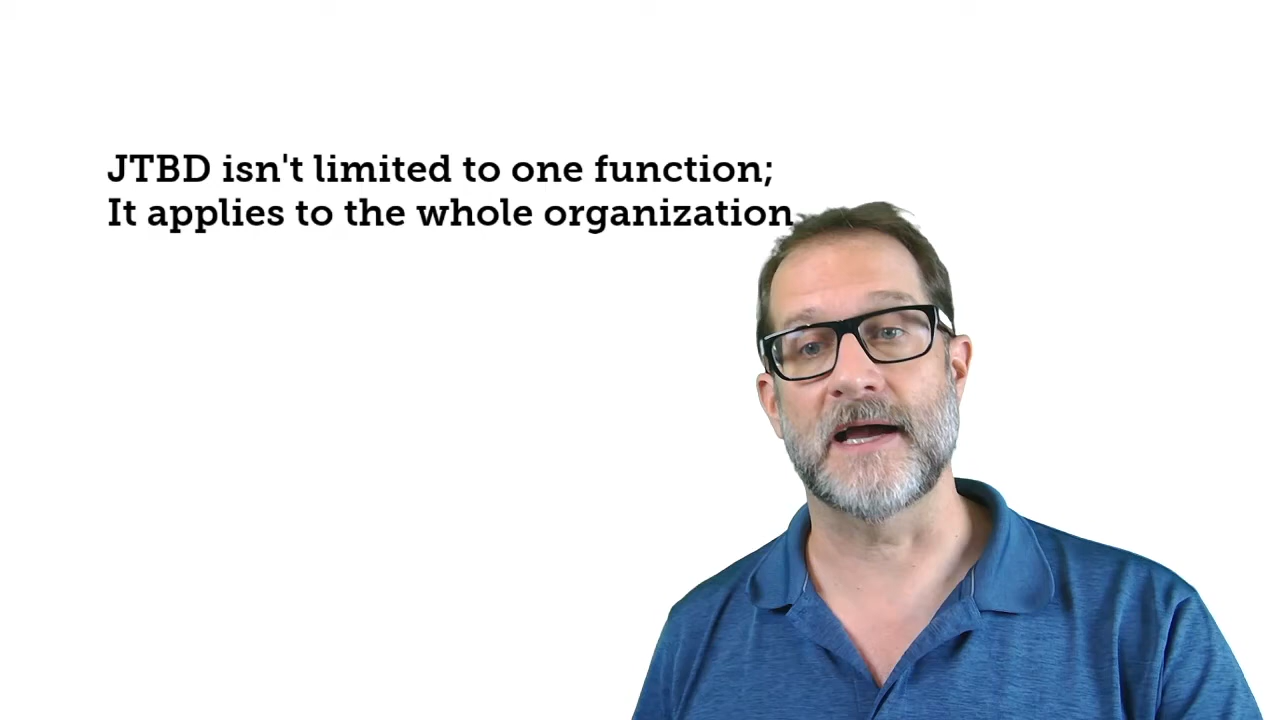 JTBD isn't limited to one function;
It applies to the whole organization